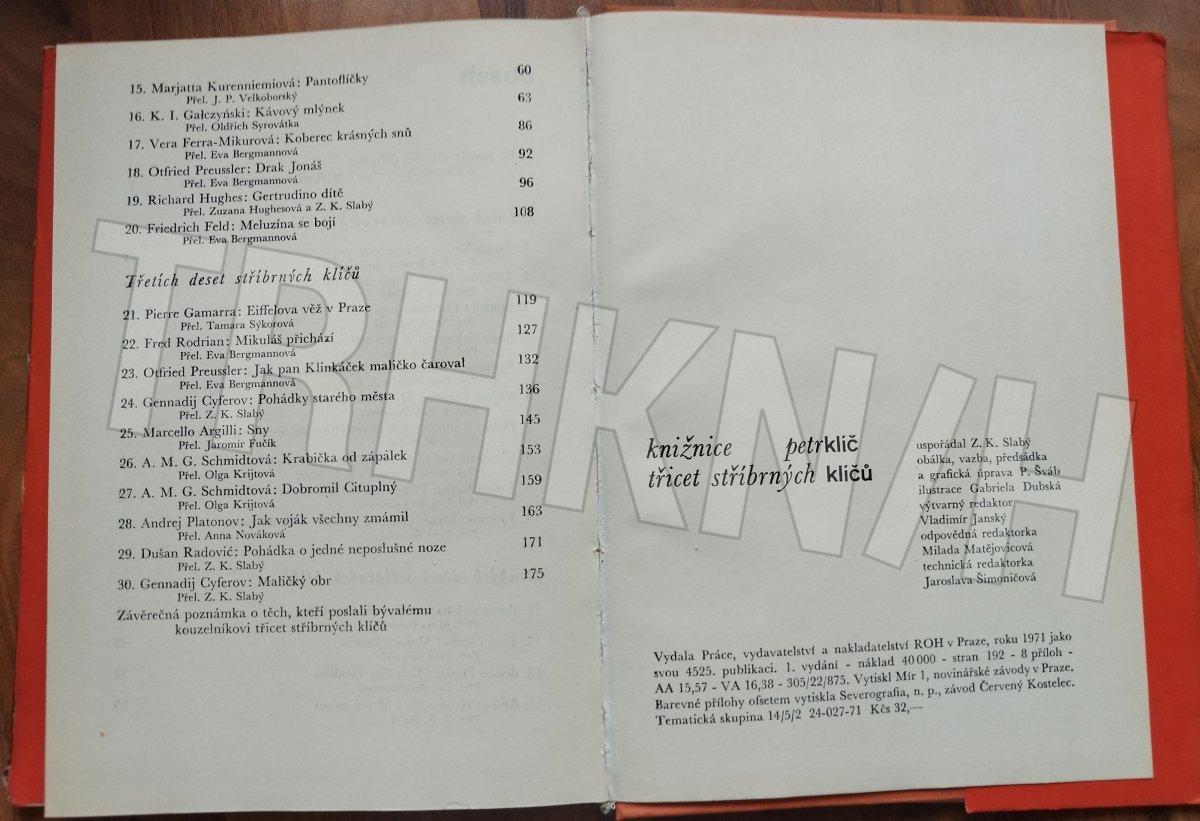 15. Marjatta Kurenniemiová: Pantoflíčky 60
Přel. J. P. Velkoborský
16. K. I. Gałczyński: Kávový mlýnek 63
Přel. Oldřich Syrovátka
17. Vera Ferra-Mikurová: Koberec krásných snů 86
Přel. Eva Bergmannová
18. Otfried Preussler: Drak Jonáš 92
Přel. Eva Bergmannová
19. Richard Hughes: Gertrudino dítě 96
Přel. Zuzana Hughesová a Z. K. Slabý
20. Friedrich Feld: Meluzína se bojí 108
Přel. Eva Bergmannová
Třetích deset stříbrných klíčů
21. Pierre Gamarra: Eiffelova věž v Praze 119
Přel. Tamara Sýkorová
22. Fred Rodrian: Mikuláš přichází 127
Přel. Eva Bergmannová
23. Otfried Preussler: Jak pan Klinkáček maličko čaroval 132
Přel. Eva Bergmannová
24. Gennadij Cyferov: Pohádky starého města 136
Přel. Z. K. Slabý
25. Marcello Argilli: Sny 145
Přel. Jaromír Fučík
26. A. M. G. Schmidtová: Krabička od zápalek 153
Přel. Olga Krijtová
27. A. M. G. Schmidtová: Dobromil Cituplný 159
Přel. Olga Krijtová
28. Andrej Platonov: Jak voják všechny zmámil 163
Přel. Anna Nováková
29. Dušan Radović: Pohádka o jedné neposlušné noze 171
Přel. Z. K. Slabý
30. Gennadij Cyferov: Maličký obr 175
Přel. Z. K. Slabý
Závěrečná poznámka o těch, kteří poslali bývalému
kouzelníkovi třicet stříbrných klíčů
knižnice petrklíč
třicet stříbrných klíčů
uspořádal Z. K. Slabý
obálka, vazba, předsádka
a grafická úprava P. Šváb
ilustrace Gabriela Dubská
výtvarný redaktor
Vladimír Janský
odpovědná redaktorka
Milada Matějovicová
technická redaktorka
Jaroslava Šimoničová
Vydala Práce, vydavatelství a nakladatelství ROH v Praze, roku 1971 jako
svou 4525. publikaci. 1. vydání - náklad 40 000 - stran 192 - 8 příloh -
AA 15,57 - VA 16,38 - 305/22/875. Vytiskl Mír 1, novinářské závody v Praze.
Barevné přílohy ofsetem vytiskla Severografia, n. p., závod Červený Kostelec.
Tematická skupina 14/5/2 24-027-71 Kčs 32,—
TRHKNIH